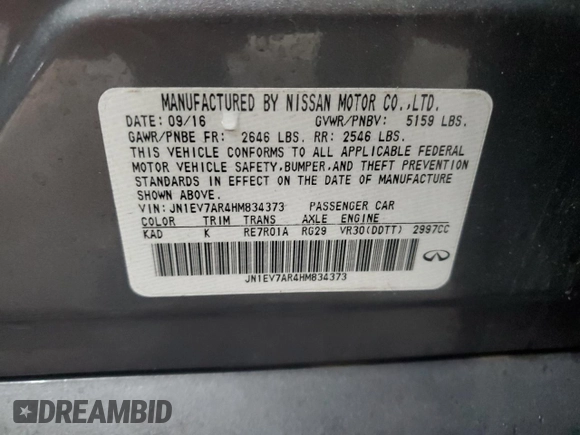 MANUFACTURED BY NISSAN MOTOR CO.,LTD.
DATE: 09/16 GVWR/PNBV: 5159 LBS.
GAWR/PNBE FR: 2646 LBS. RR: 2546 LBS.
THIS VEHICLE CONFORMS TO ALL APPLICABLE FEDERAL
MOTOR VEHICLE SAFETY, BUMPER, AND THEFT PREVENTION
STANDARDS IN EFFECT ON THE DATE OF MANUFACTURE
SHOWN ABOVE.
VIN: JN1EV7AR4HM834373 PASSENGER CAR
COLOR TRIM TRANS AXLE ENGINE
KAD K RE7R01A RG29 VR30(DDTT) 2997CC
JN1EV7AR4HM834373
DREAMBID